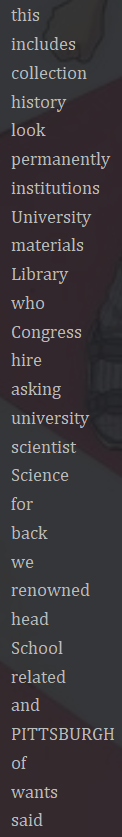 this
includes
collection
history
look
permanently
institutions
University
materials
Library
who
Congress
hire
asking
university
scientist
Science
for
back
we
renowned
head
School
related
and
PITTSBURGH
of
wants
said